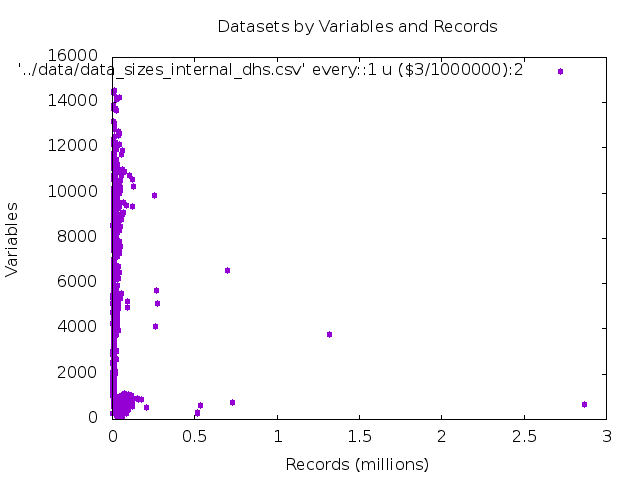 Datasets by Variables and Records
16000
'../data/data_sizes_internal_dhs.csv' every::1 u ($3/1000000):2
14000
12000
10000
Variables
8000
6000
4000
2000
0
0 0.5 1 1.5 2 2.5 3
Records (millions)